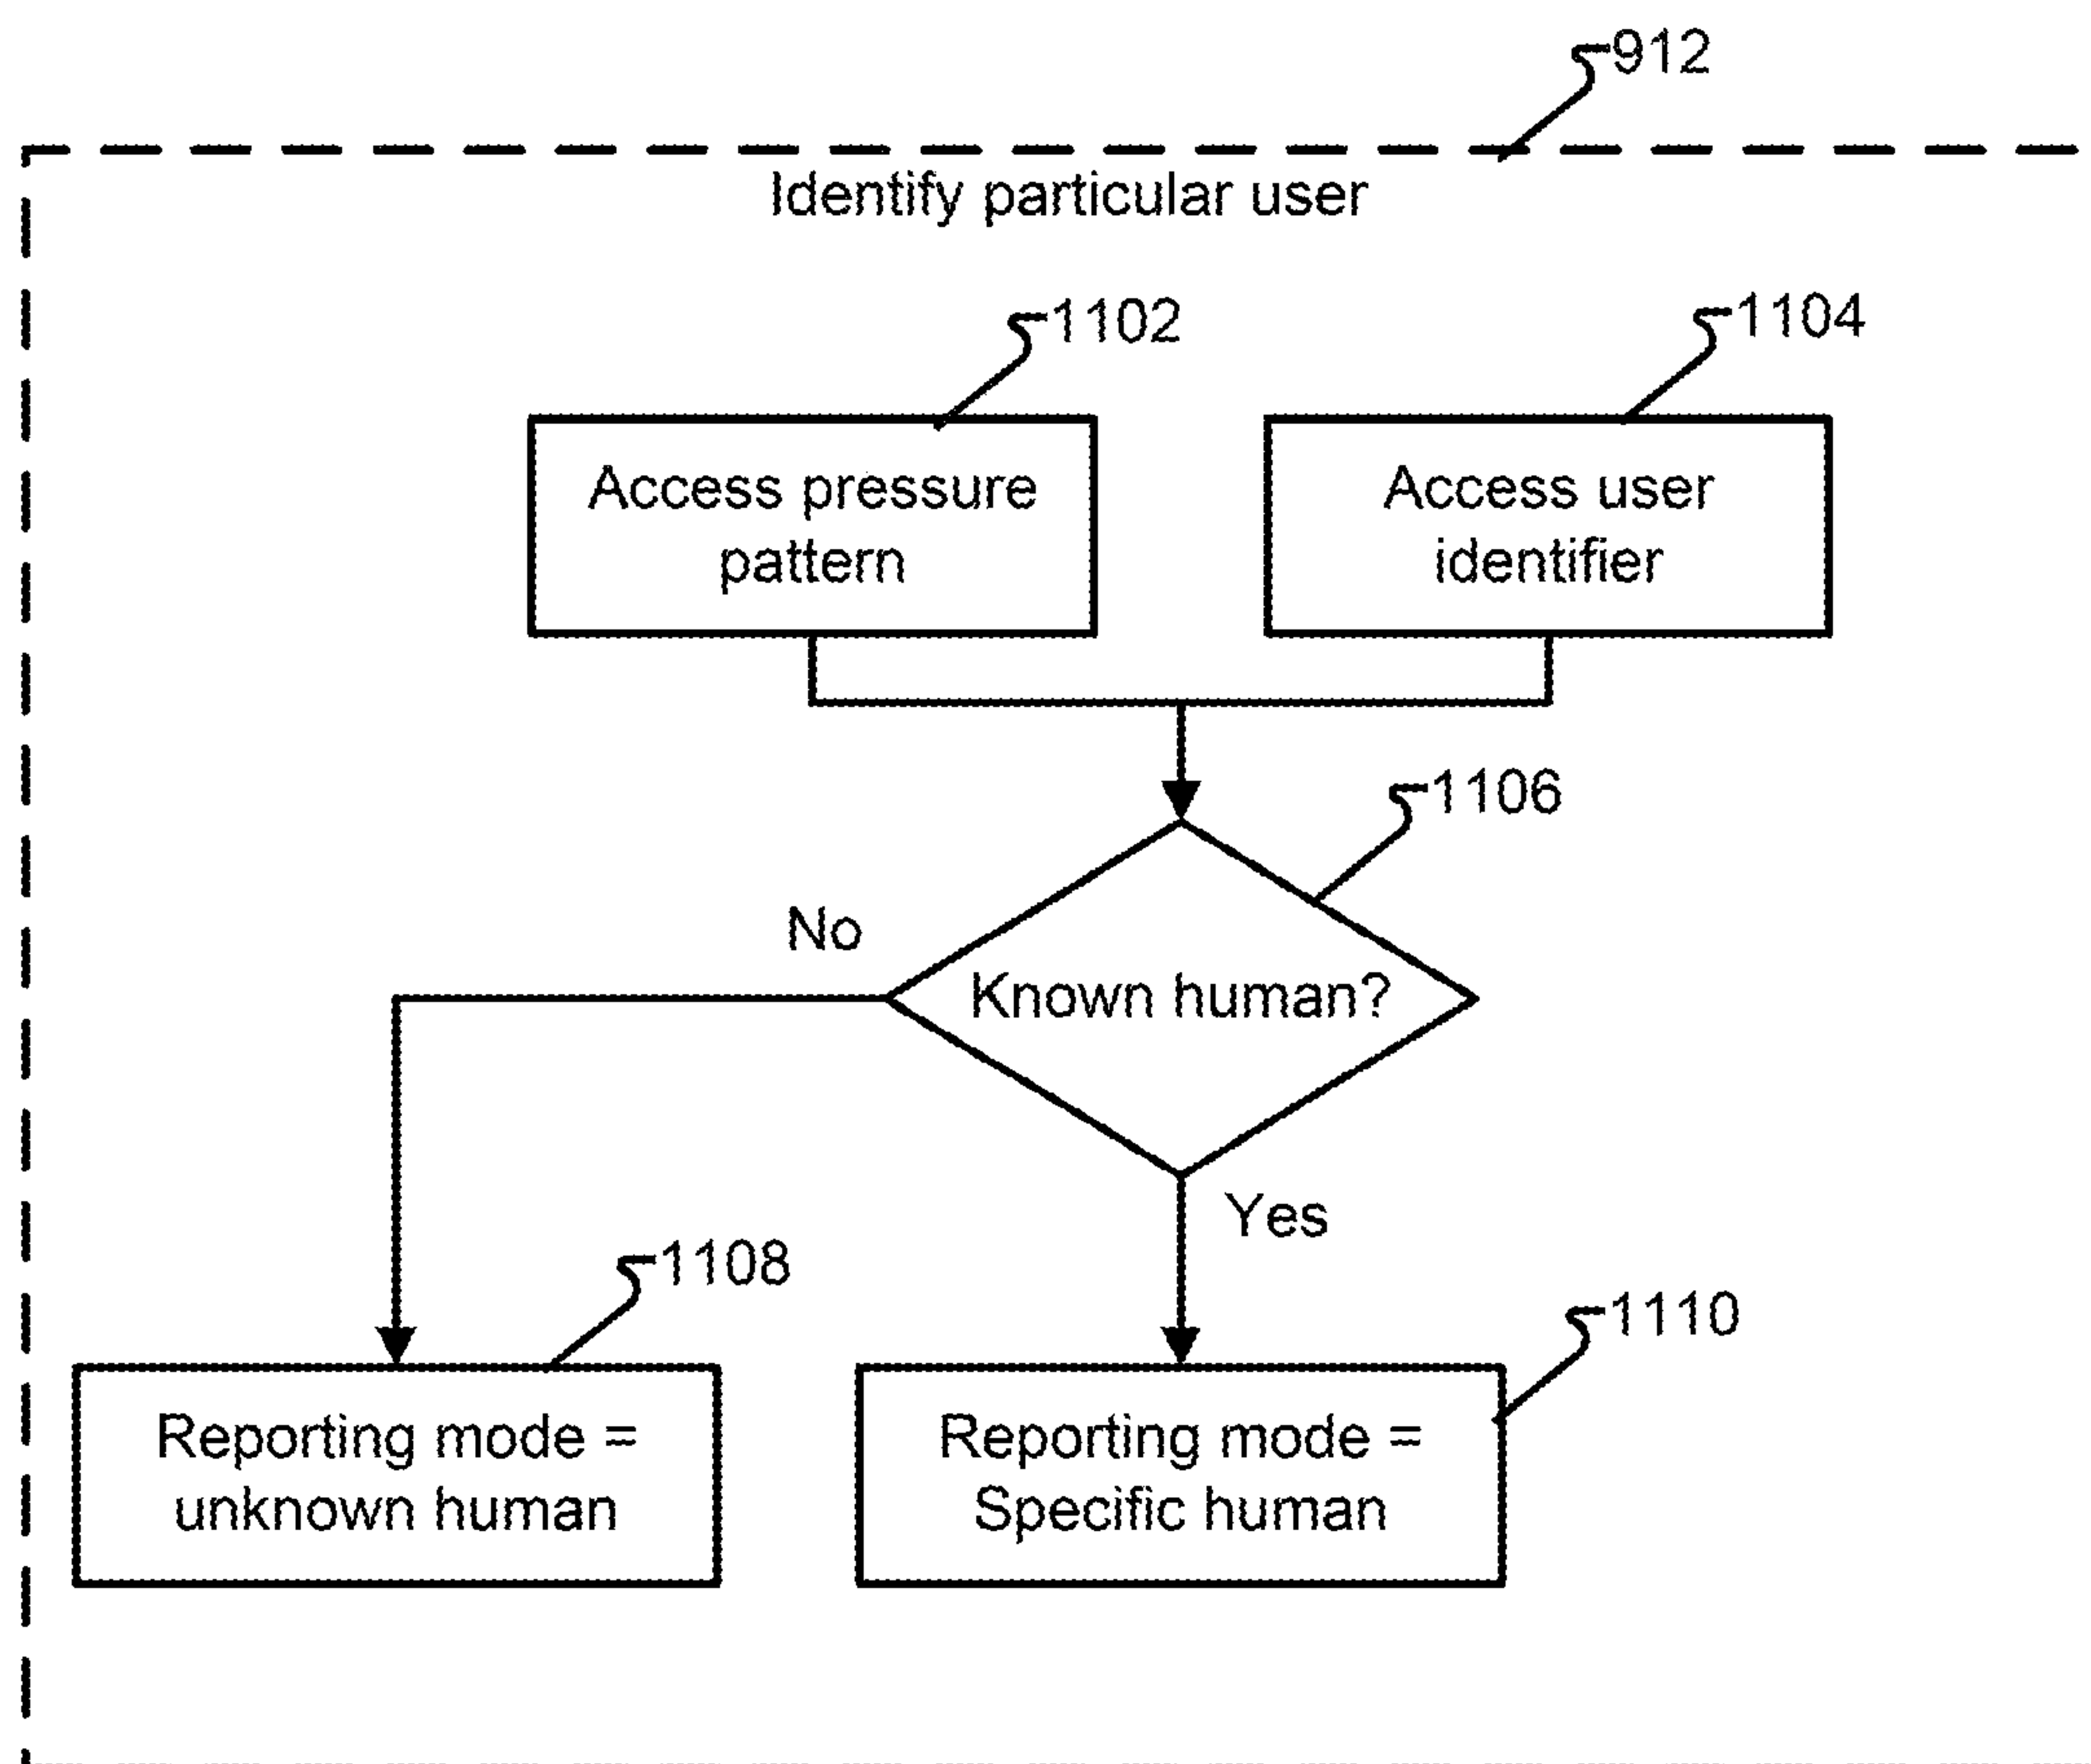 912
Identify particular user
1102
1104
Access pressure
pattern
Access user
identifier
1106
No
Known human?
Yes
1108
1110
Reporting mode =
unknown human
Reporting mode =
Specific human